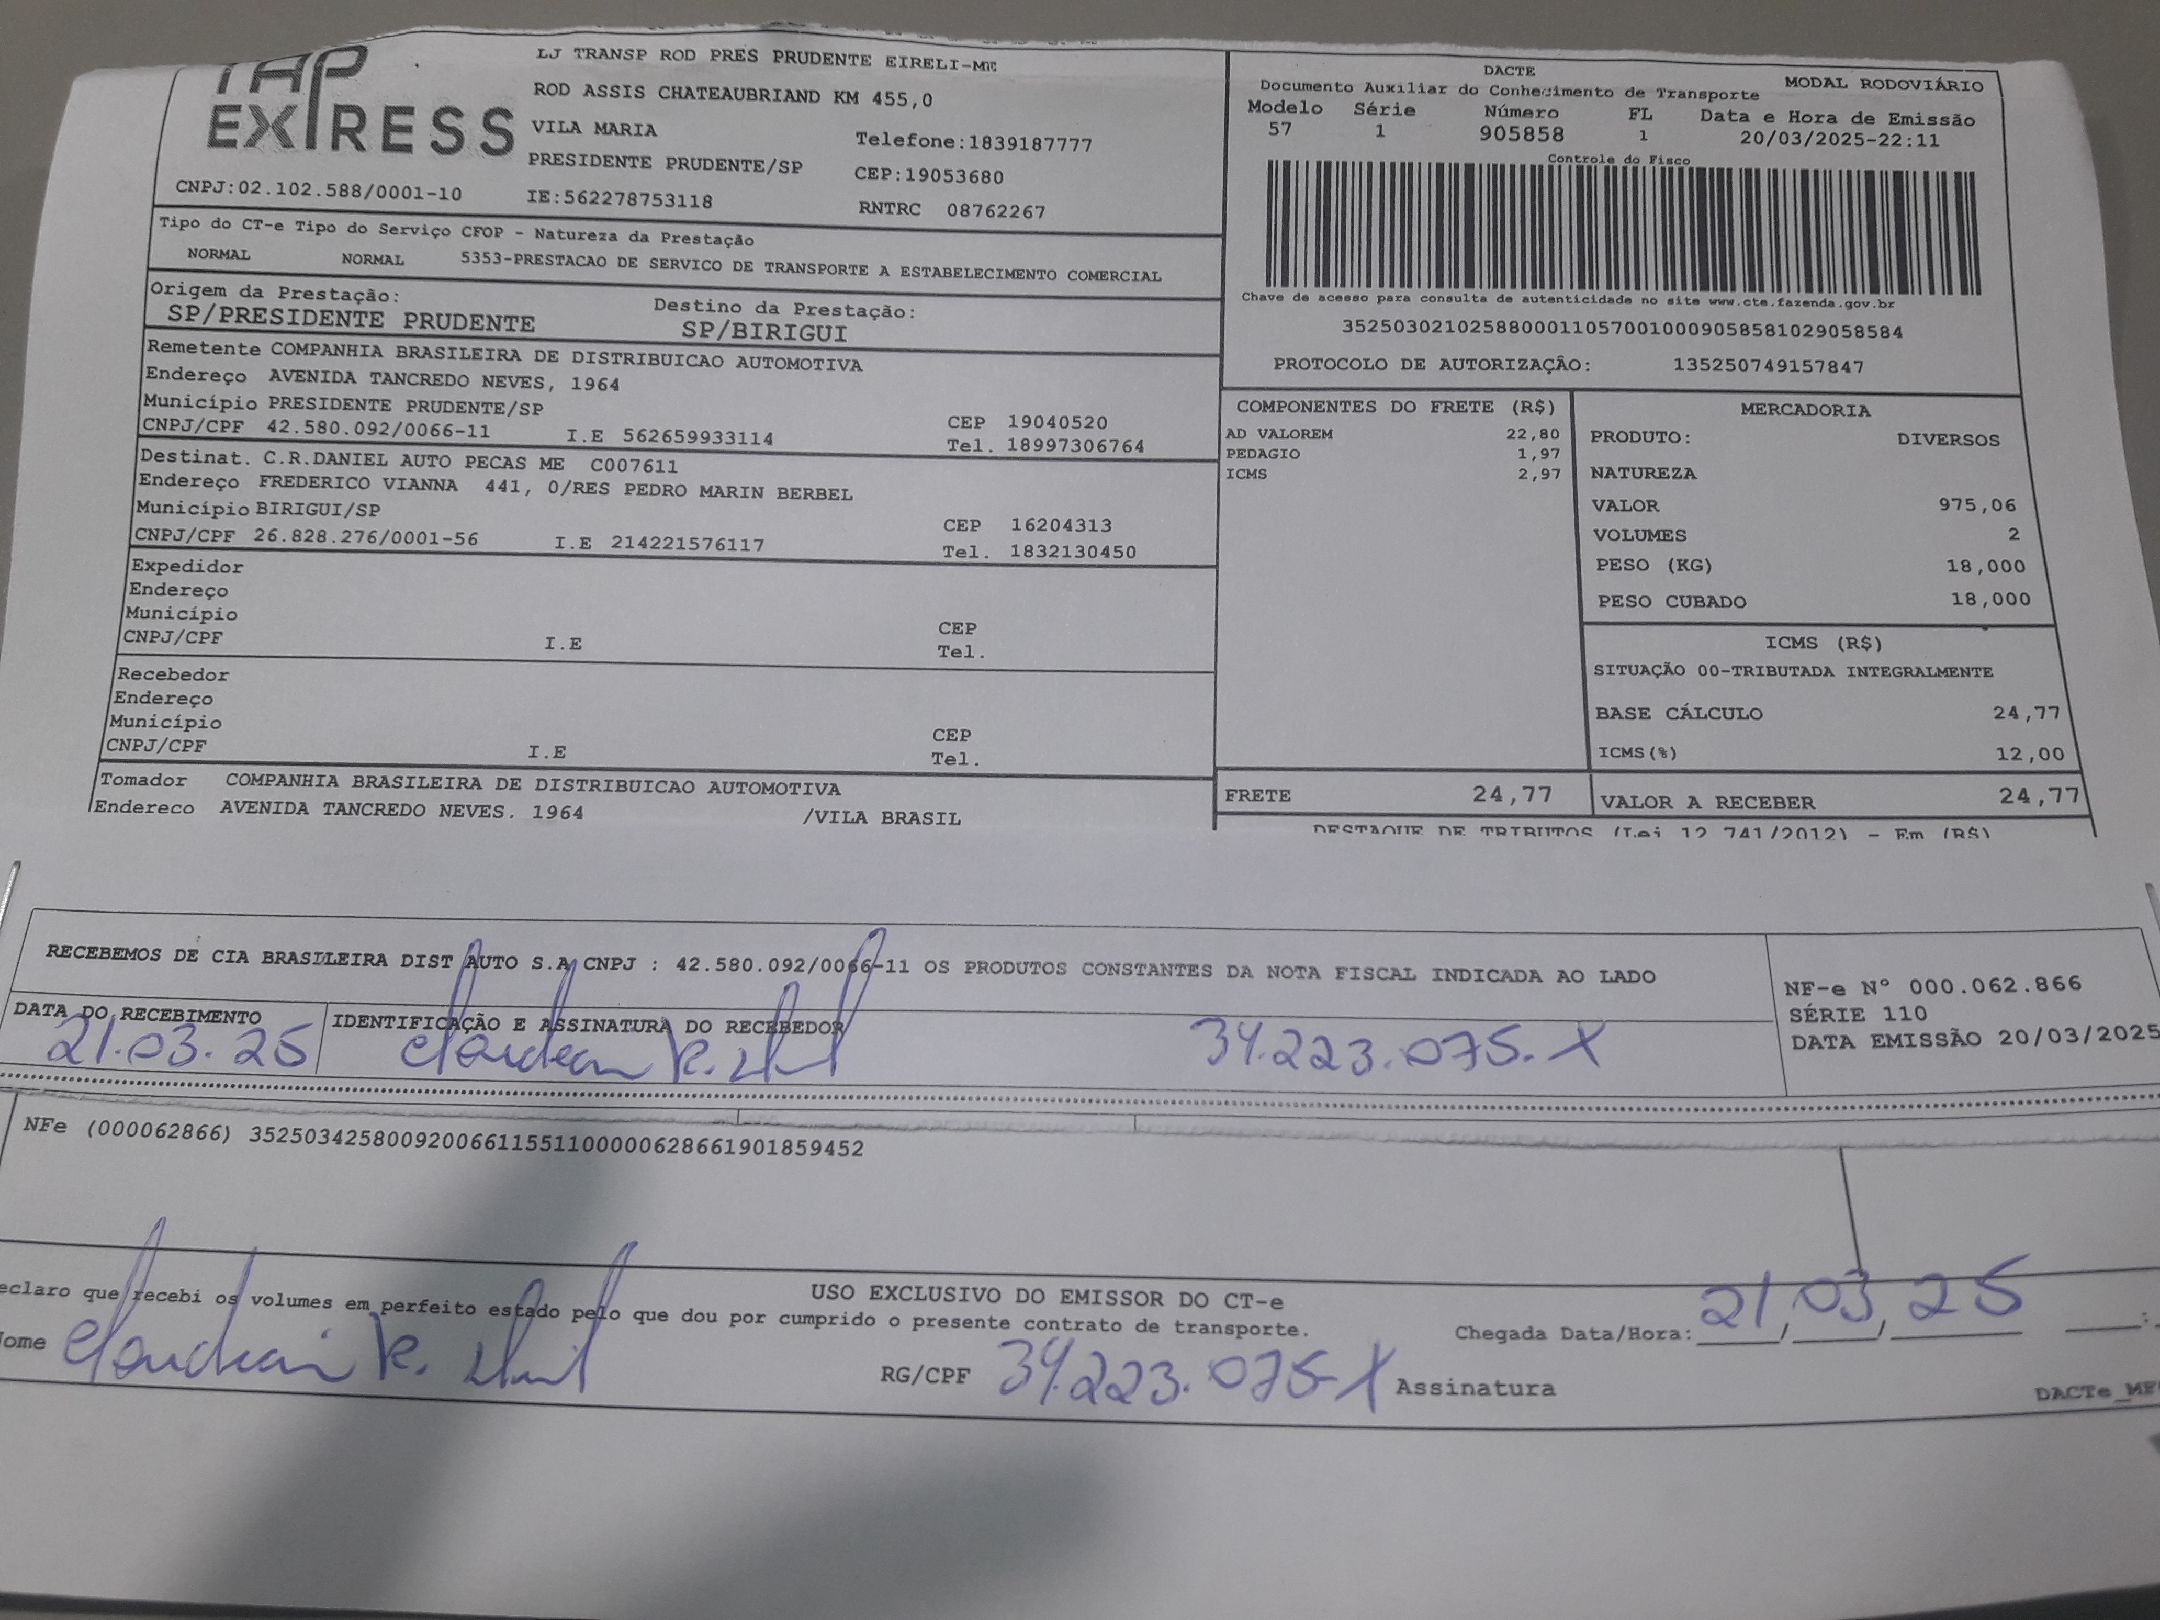 TAP
EXPRESS
LJ TRANSP ROD PRES PRUDENTE EIRELI-ME
ROD ASSIS CHATEAUBRIAND KM 455,0
VILA MARIA Telefone:1839187777
PRESIDENTE PRUDENTE/SP CEP:19053680
CNPJ:02.102.588/0001-10 IE:562278753118 RNTRC 08762267
DACTE MODAL RODOVIÁRIO
Documento Auxiliar do Conhecimento de Transporte
Modelo Série Número FL Data e Hora de Emissão
57 1 905858 1 20/03/2025-22:11
Controle do Fisco
Chave de acesso para consulta de autenticidade no site www.cte.fazenda.gov.br
35250302102588000110570010009058581029058584
PROTOCOLO DE AUTORIZAÇÃO: 135250749157847
Tipo do CT-e Tipo do Serviço CFOP - Natureza da Prestação
NORMAL NORMAL 5353-PRESTACAO DE SERVICO DE TRANSPORTE A ESTABELECIMENTO COMERCIAL
Origem da Prestação: Destino da Prestação:
SP/PRESIDENTE PRUDENTE SP/BIRIGUI
Remetente COMPANHIA BRASILEIRA DE DISTRIBUICAO AUTOMOTIVA
Endereço AVENIDA TANCREDO NEVES, 1964
Município PRESIDENTE PRUDENTE/SP CEP 19040520
CNPJ/CPF 42.580.092/0066-11 I.E 562659933114 Tel. 18997306764
Destinat. C.R.DANIEL AUTO PECAS ME C007611
Endereço FREDERICO VIANNA 441, 0/RES PEDRO MARIN BERBEL
Município BIRIGUI/SP CEP 16204313
CNPJ/CPF 26.828.276/0001-56 I.E 214221576117 Tel. 1832130450
Expedidor
Endereço
Município CEP
CNPJ/CPF I.E Tel.
Recebedor
Endereço
Município CEP
CNPJ/CPF I.E Tel.
Tomador COMPANHIA BRASILEIRA DE DISTRIBUICAO AUTOMOTIVA
Endereco AVENIDA TANCREDO NEVES. 1964 /VILA BRASIL
COMPONENTES DO FRETE (R$)
AD VALOREM 22,80
PEDAGIO 1,97
ICMS 2,97
FRETE 24,77
MERCADORIA
PRODUTO: DIVERSOS
NATUREZA
VALOR 975,06
VOLUMES 2
PESO (KG) 18,000
PESO CUBADO 18,000
ICMS (R$)
SITUAÇÃO 00-TRIBUTADA INTEGRALMENTE
BASE CÁLCULO 24,77
ICMS(%) 12,00
VALOR A RECEBER 24,77
DESTAQUE DE TRIBUTOS (Lei 12 741/2012) - Em (R$)
RECEBEMOS DE CIA BRASILEIRA DIST AUTO S.A CNPJ : 42.580.092/0066-11 OS PRODUTOS CONSTANTES DA NOTA FISCAL INDICADA AO LADO
DATA DO RECEBIMENTO IDENTIFICAÇÃO E ASSINATURA DO RECEBEDOR
21.03.25 34.223.075-X
NF-e N° 000.062.866
SÉRIE 110
DATA EMISSÃO 20/03/2025
NFe (000062866) 35250342580092006611551100000628661901859452
USO EXCLUSIVO DO EMISSOR DO CT-e
eclaro que recebi os volumes em perfeito estado pelo que dou por cumprido o presente contrato de transporte.
Chegada Data/Hora: 21/03/25 :
ome RG/CPF 34.223.075-X Assinatura
DACTe_ME